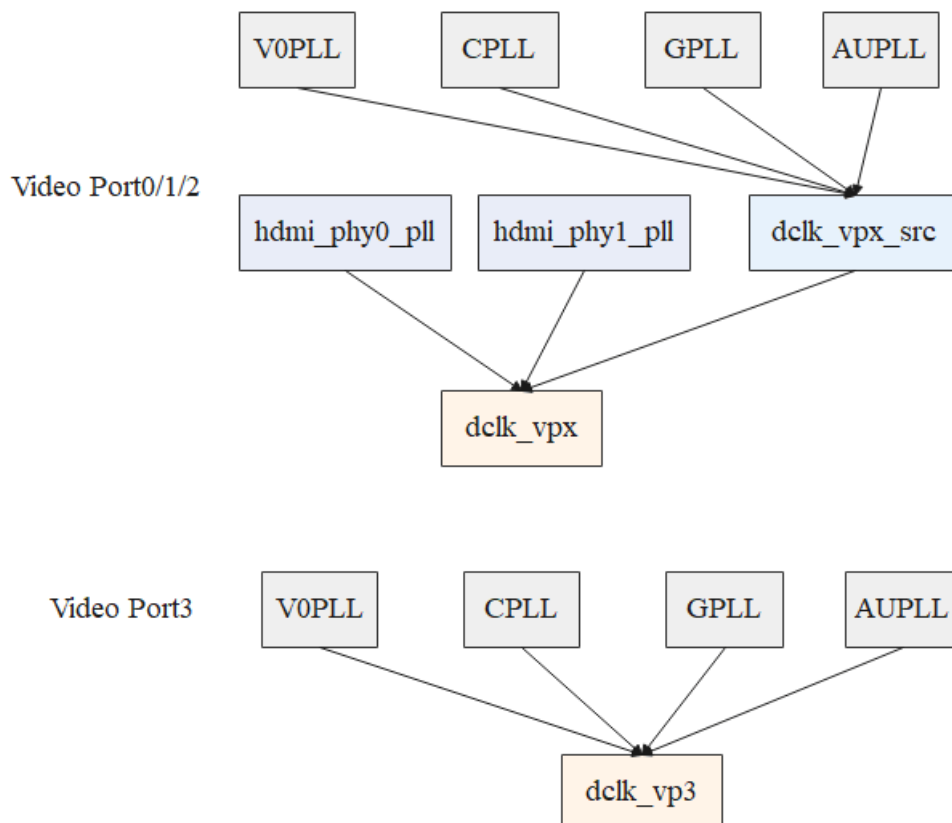 V0PLL CPLL GPLL AUPLL
Video Port0/1/2
hdmi_phy0_pll hdmi_phy1_pll dclk_vpx_src
dclk_vpx
Video Port3 V0PLL CPLL GPLL AUPLL
dclk_vp3